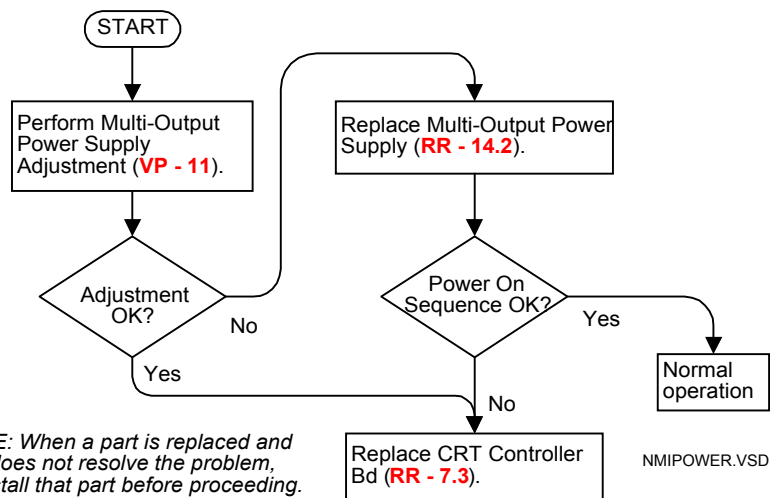 START
Perform Multi-Output
Power Supply
Adjustment (VP - 11).
Adjustment
OK?
No
Yes
Replace Multi-Output Power
Supply (RR - 14.2).
Power On
Sequence OK?
Yes
No
Normal
operation
Replace CRT Controller
Bd (RR - 7.3).
E: When a part is replaced and
does not resolve the problem,
that part before proceeding.
NMIPOWER.VSD